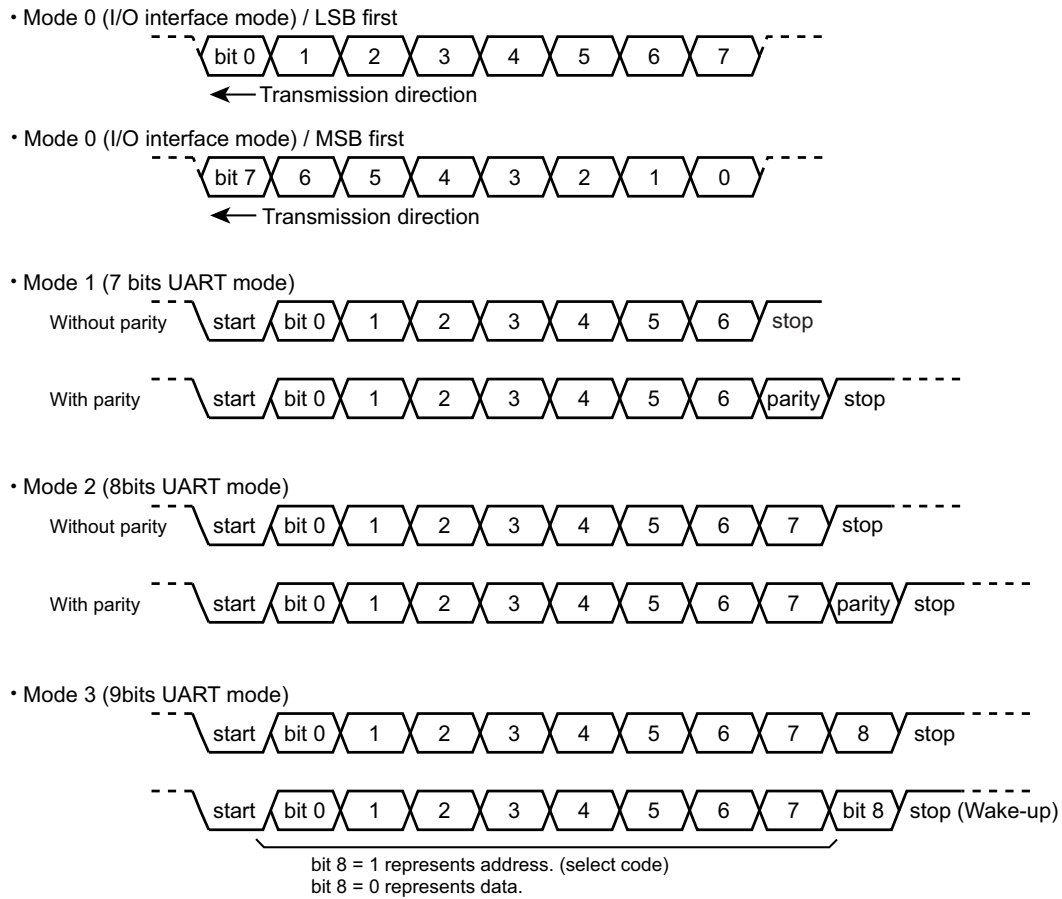 ・Mode 0 (I/O interface mode) / LSB first
bit 0 1 2 3 4 5 6 7
Transmission direction
・Mode 0 (I/O interface mode) / MSB first
bit 7 6 5 4 3 2 1 0
Transmission direction
・Mode 1 (7 bits UART mode)
Without parity start bit 0 1 2 3 4 5 6 stop
With parity start bit 0 1 2 3 4 5 6 parity stop
・Mode 2 (8bits UART mode)
Without parity start bit 0 1 2 3 4 5 6 7 stop
With parity start bit 0 1 2 3 4 5 6 7 parity stop
・Mode 3 (9bits UART mode)
start bit 0 1 2 3 4 5 6 7 8 stop
start bit 0 1 2 3 4 5 6 7 bit 8 stop (Wake-up)
bit 8 = 1 represents address. (select code)
bit 8 = 0 represents data.